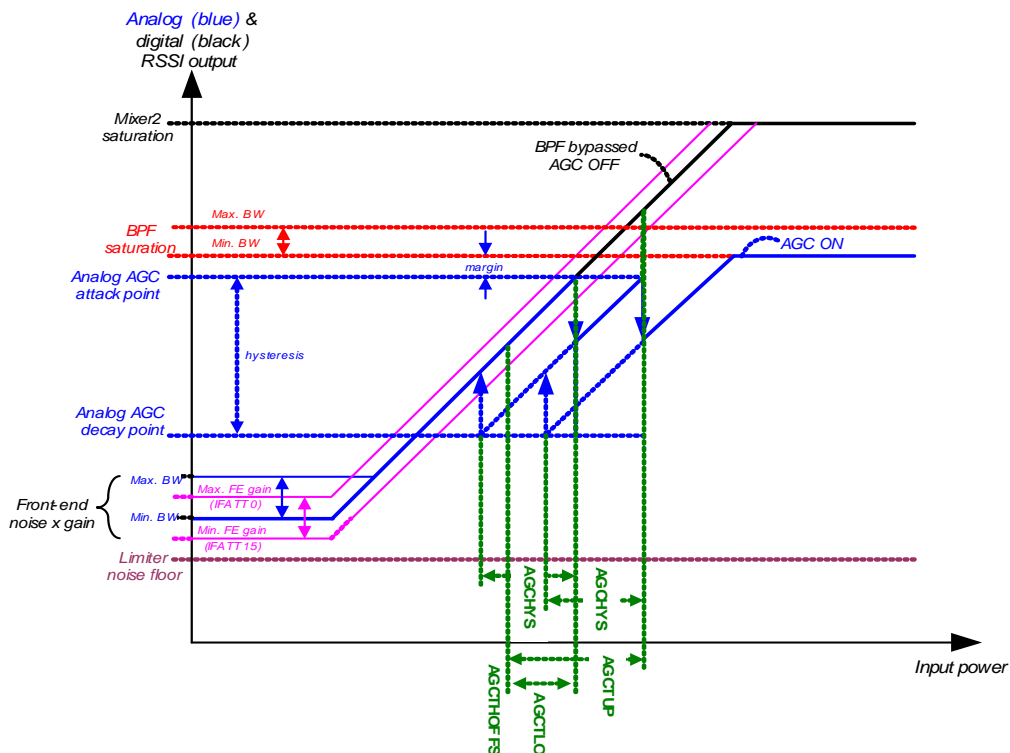 Analog (blue) &
digital (black)
RSSI output
Mixer2
saturation
BPF bypassed
AGC OFF
Max. BW
BPF
saturation
Min. BW
AGC ON
margin
Analog AGC
attack point
hysteresis
Analog AGC
decay point
Max. BW
Max. FE gain
(IFATT0)
Front-end
noise x gain
Min. BW
Min. FE gain
(IFATT15)
Limiter
noise floor
AGCHYS
AGCHYS
Input power
AGCTHOFFS
AGCTLO
AGCTUP